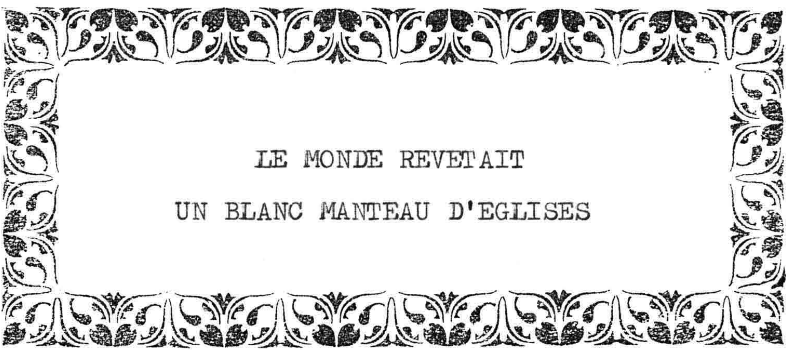 LE MONDE REVETAIT
UN BLANC MANTEAU D'EGLISES